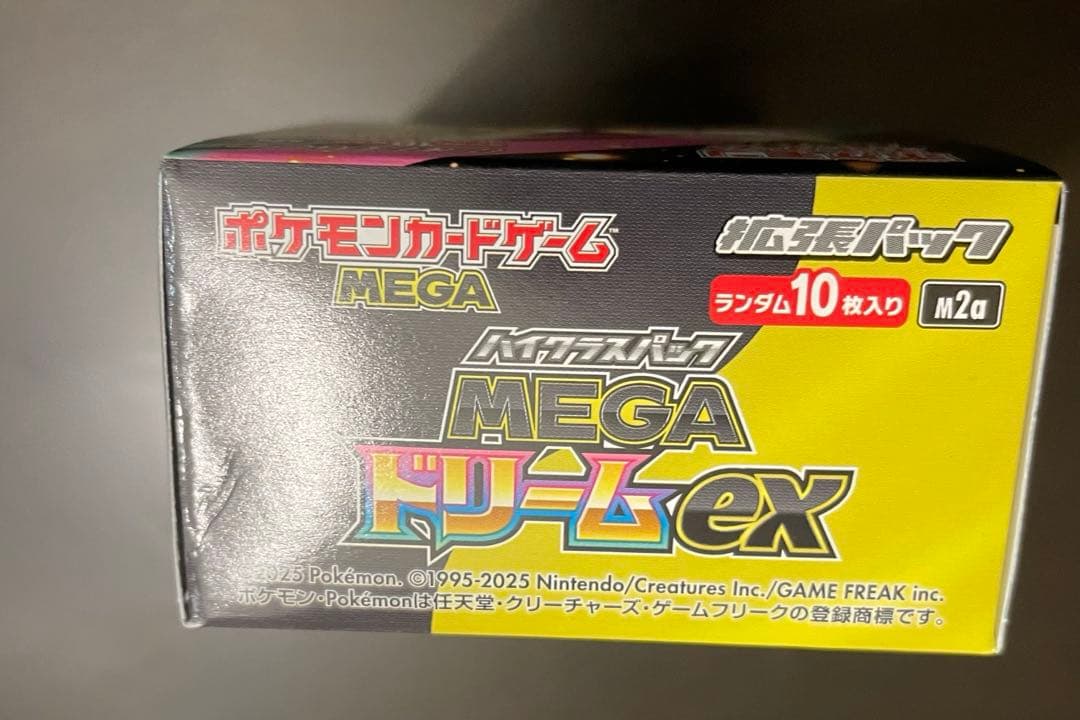 ポケモンカードゲーム™
MEGA
拡張パック
ランダム10枚入り
M2a
ハイクラスパック
MEGA
ドリームex
2025 Pokémon. ©1995-2025 Nintendo/Creatures Inc./GAME FREAK inc.
ポケモン・Pokémonは任天堂・クリーチャーズ・ゲームフリークの登録商標です。